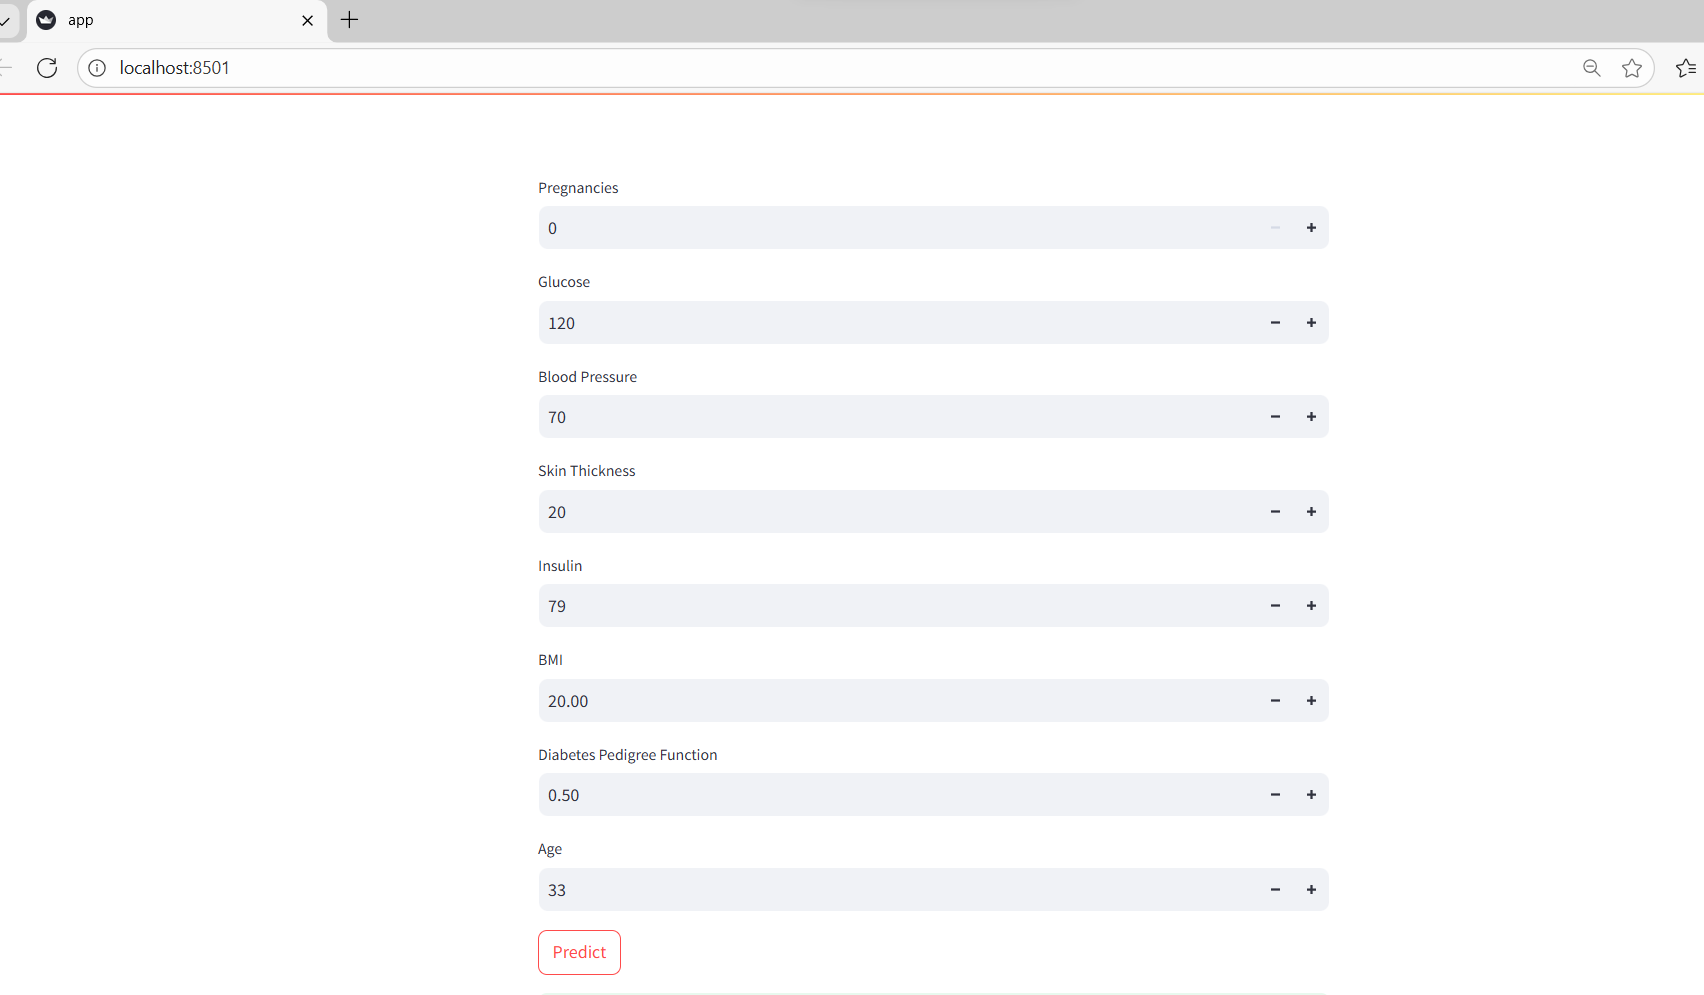 app
localhost:8501
Pregnancies
0
Glucose
120
Blood Pressure
70
Skin Thickness
20
Insulin
79
BMI
20.00
Diabetes Pedigree Function
0.50
Age
33
Predict